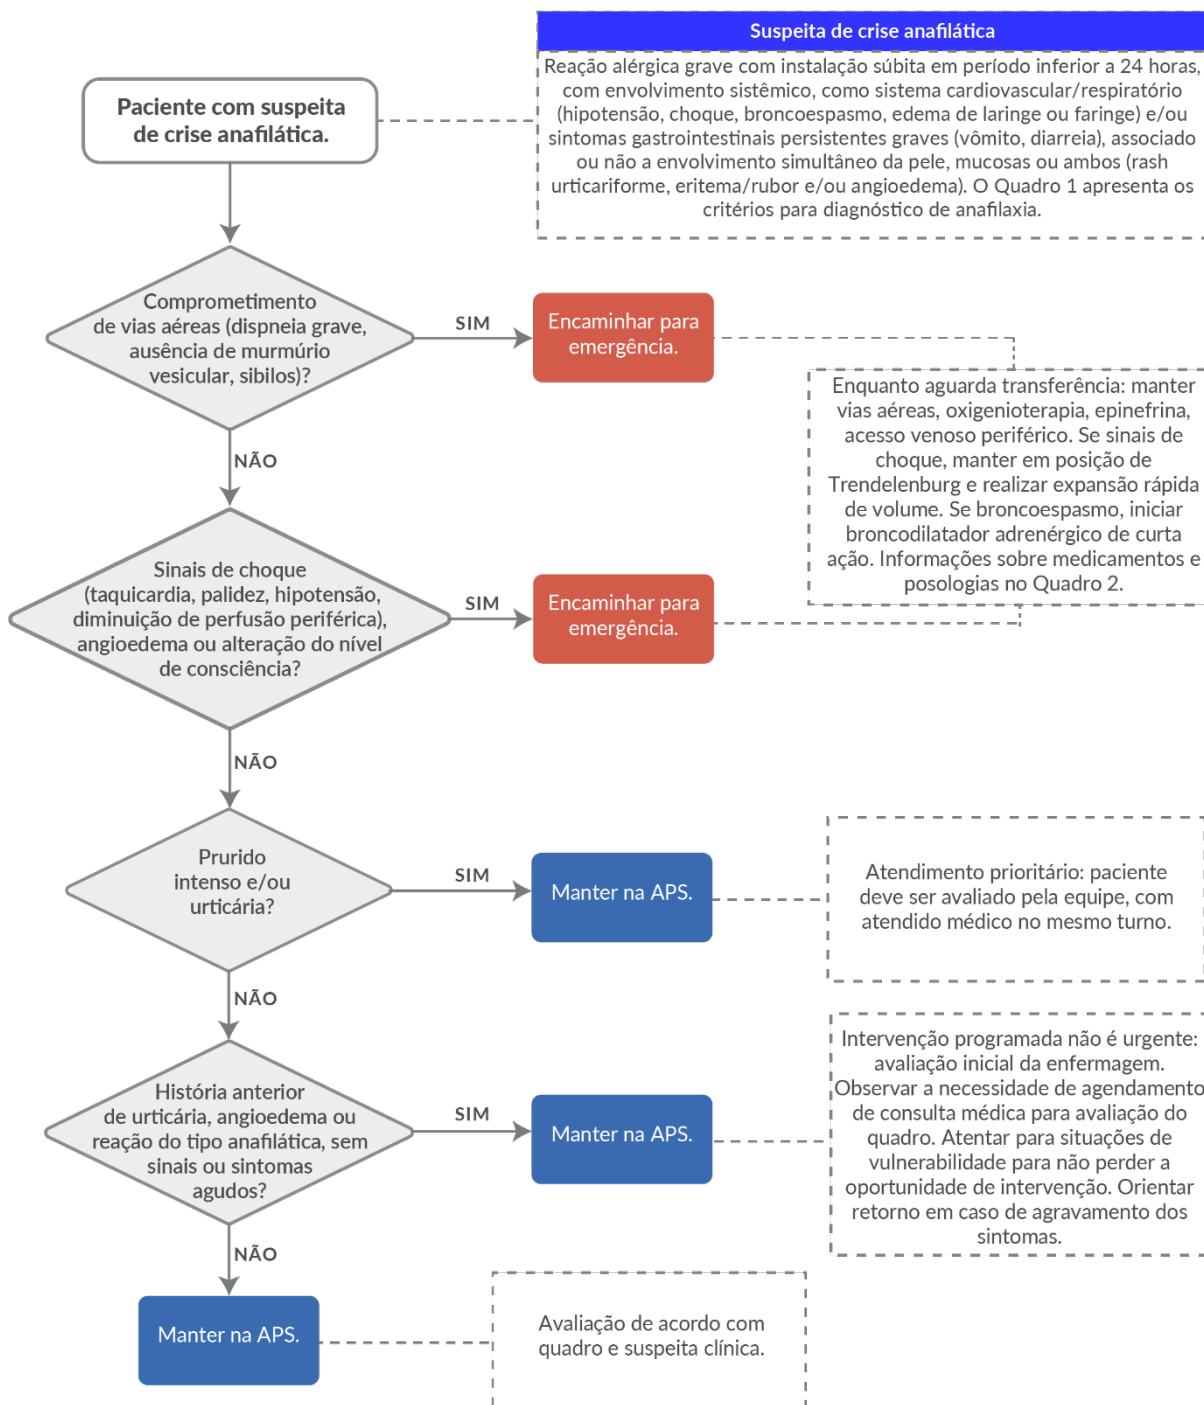 Suspeita de crise anafilática
Reação alérgica grave com instalação súbita em período inferior a 24 horas,
com envolvimento sistêmico, como sistema cardiovascular/respiratório
(hipotensão, choque, broncoespasmo, edema de laringe ou faringe) e/ou
sintomas gastrointestinais persistentes graves (vômito, diarreia), associado
ou não a envolvimento simultâneo da pele, mucosas ou ambos (rash
urticariforme, eritema/rubor e/ou angioedema). O Quadro 1 apresenta os
critérios para diagnóstico de anafilaxia.
Paciente com suspeita
de crise anafilática.
Comprometimento
de vias aéreas (dispneia grave,
ausência de murmúrio
vesicular, sibilos)?
SIM
Encaminhar para
emergência.
Enquanto aguarda transferência: manter
vias aéreas, oxigenioterapia, epinefrina,
acesso venoso periférico. Se sinais de
choque, manter em posição de
Trendelenburg e realizar expansão rápida
de volume. Se broncoespasmo, iniciar
broncodilatador adrenérgico de curta
ação. Informações sobre medicamentos e
posologias no Quadro 2.
NÃO
Sinais de choque
(taquicardia, palidez, hipotensão,
diminuição de perfusão periférica),
angioedema ou alteração do nível
de consciência?
SIM
Encaminhar para
emergência.
NÃO
Prurido
intenso e/ou
urticária?
SIM
Manter na APS.
Atendimento prioritário: paciente
deve ser avaliado pela equipe, com
atendido médico no mesmo turno.
NÃO
História anterior
de urticária, angioedema ou
reação do tipo anafilática, sem
sinais ou sintomas
agudos?
SIM
Manter na APS.
Intervenção programada não é urgente:
avaliação inicial da enfermagem.
Observar a necessidade de agendamento
de consulta médica para avaliação do
quadro. Atentar para situações de
vulnerabilidade para não perder a
oportunidade de intervenção. Orientar
retorno em caso de agravamento dos
sintomas.
NÃO
Manter na APS.
Avaliação de acordo com
quadro e suspeita clínica.